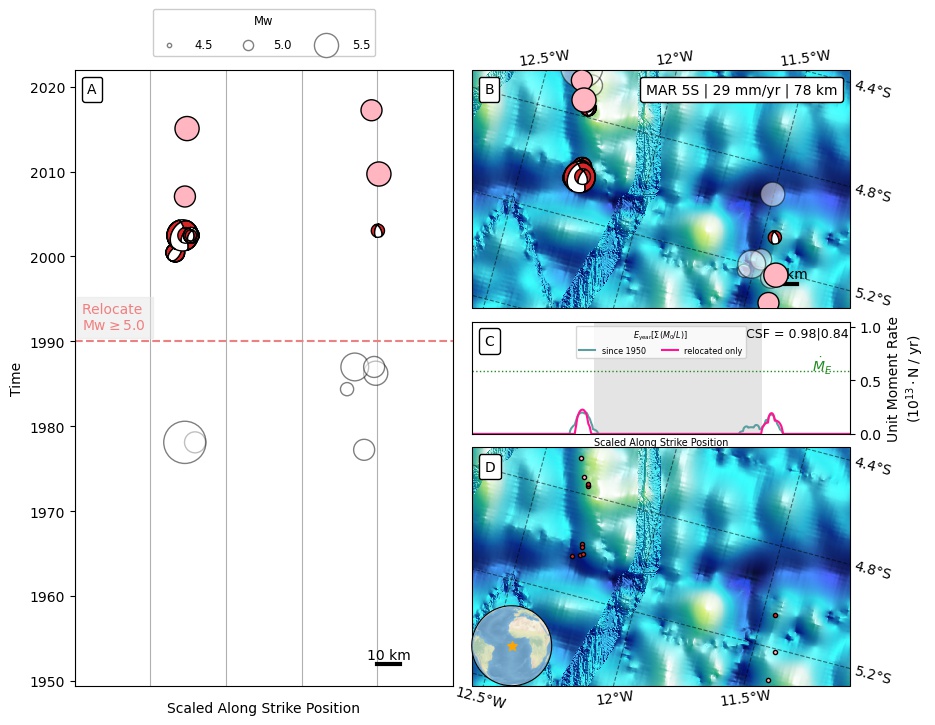 Mw
4.5 5.0 5.5
A
2020
2010
2000
1990
1980
1970
1960
1950
Time
Relocate
Mw ≥ 5.0
10 km
Scaled Along Strike Position
12.5°W 12°W 11.5°W
B
MAR 5S | 29 mm/yr | 78 km
4.4°S
4.8°S
5.2°S
km
C
E_year[Σ(M₀/L)]
since 1950 relocated only
CSF = 0.98|0.84
Ṁ_E
1.0
0.5
0.0
Unit Moment Rate
(10¹³ · N / yr)
Scaled Along Strike Position
D
4.4°S
4.8°S
5.2°S
12.5°W 12°W 11.5°W